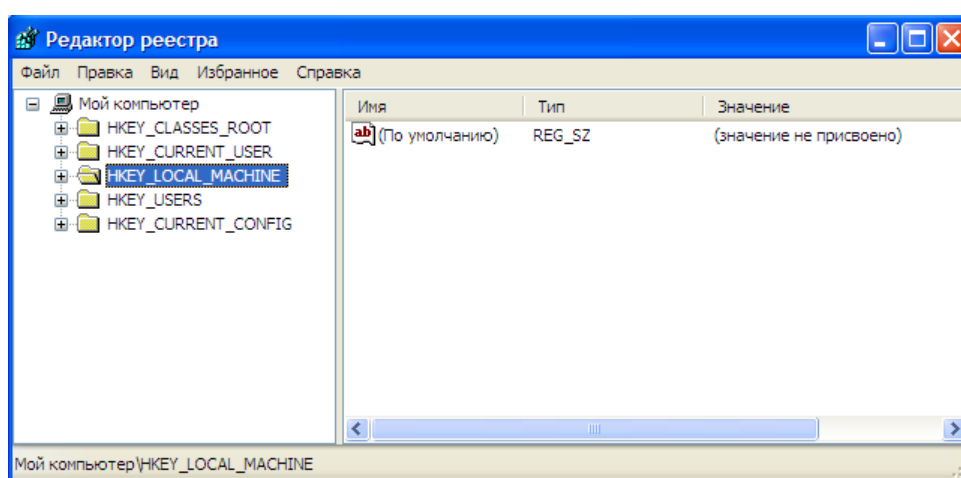 Редактор реестра
Файл Правка Вид Избранное Справка
Мой компьютер
HKEY_CLASSES_ROOT
HKEY_CURRENT_USER
HKEY_LOCAL_MACHINE
HKEY_USERS
HKEY_CURRENT_CONFIG
Имя Тип Значение
ab (По умолчанию) REG_SZ (значение не присвоено)
Мой компьютер\HKEY_LOCAL_MACHINE